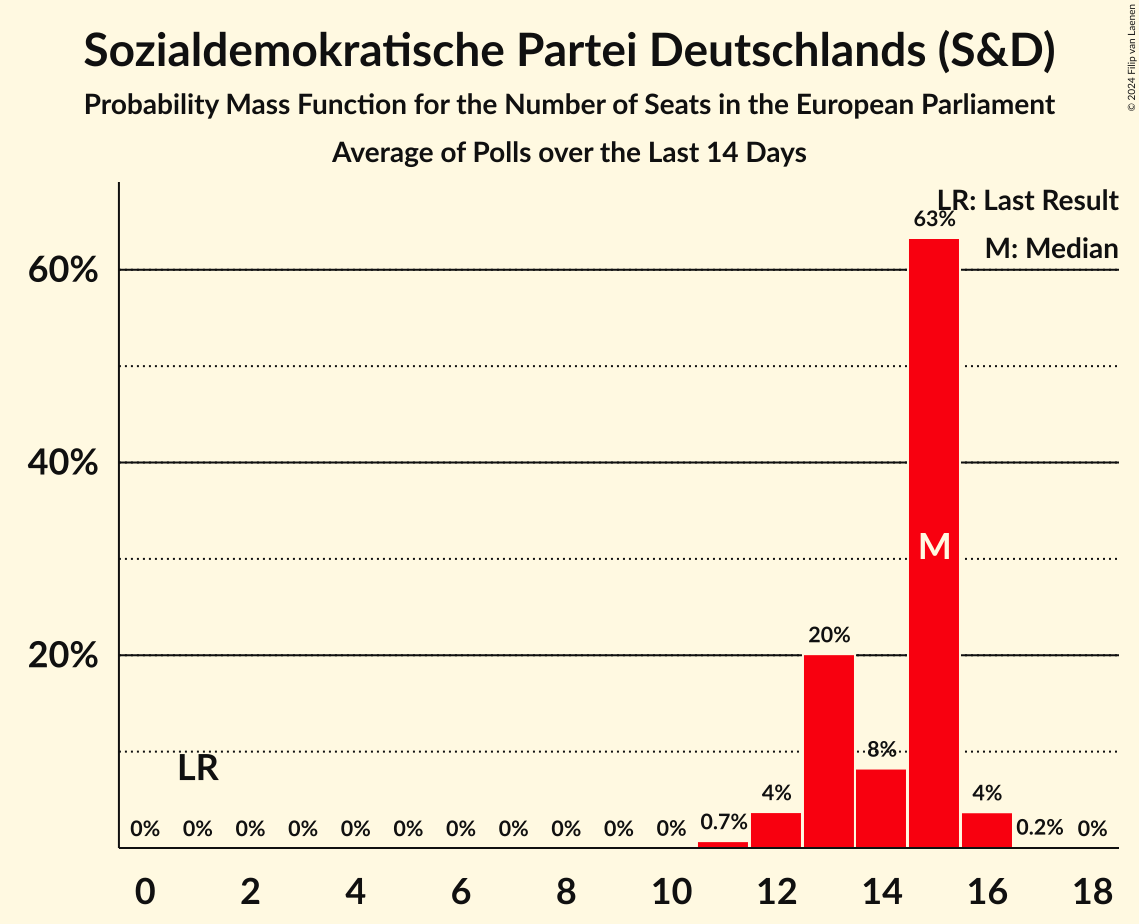 Sozialdemokratische Partei Deutschlands (S&D)
Probability Mass Function for the Number of Seats in the European Parliament
Average of Polls over the Last 14 Days
© 2024 Filip van Laenen
LR: Last Result
M: Median
63%
60%
40%
M
20%
20%
LR
8%
4%
4%
0% 0% 0% 0% 0% 0% 0% 0% 0% 0% 0% 0.7% 0.2% 0%
0 2 4 6 8 10 12 14 16 18